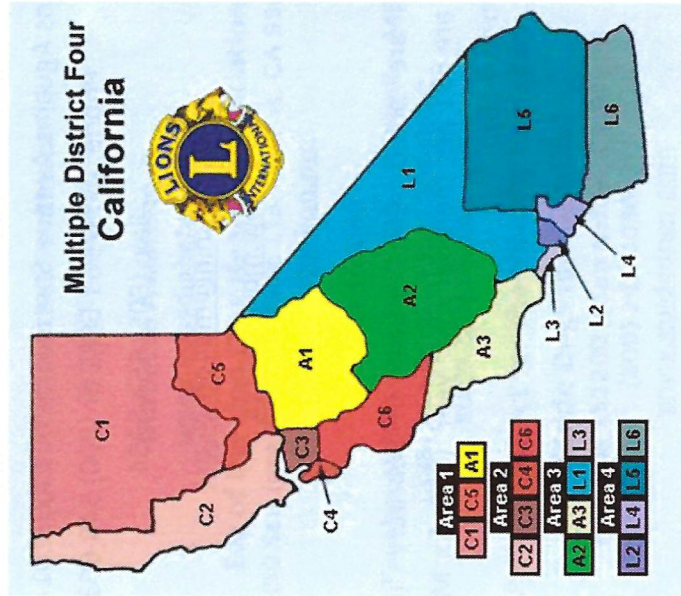 Multiple District Four
California
LIONS
L
INTERNATIONAL
C1
C5
C2
A1
C3
C4
C6
A2
L1
A3
L5
L3
L2
L4
L6
Area 1
C1 C5 A1
Area 2
C2 C3 C4 C6
Area 3
A2 A3 L1 L3
Area 4
L2 L4 L5 L6